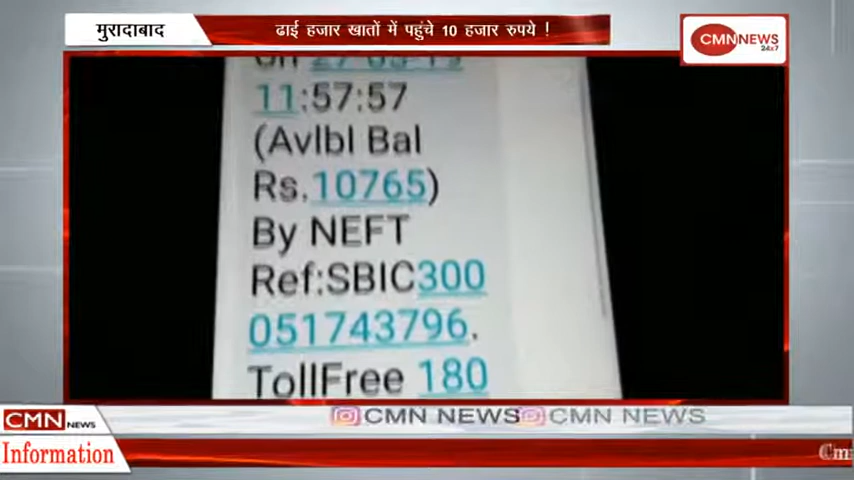 मुरादाबाद
ढाई हजार खातों में पहुंचे 10 हजार रुपये !
CMNNEWS
24x7
11:57:57
(Avlbl Bal
Rs.10765)
By NEFT
Ref:SBIC300
051743796.
TollFree 180
CMN NEWS
CMN NEWS CMN NEWS
Information
Cm